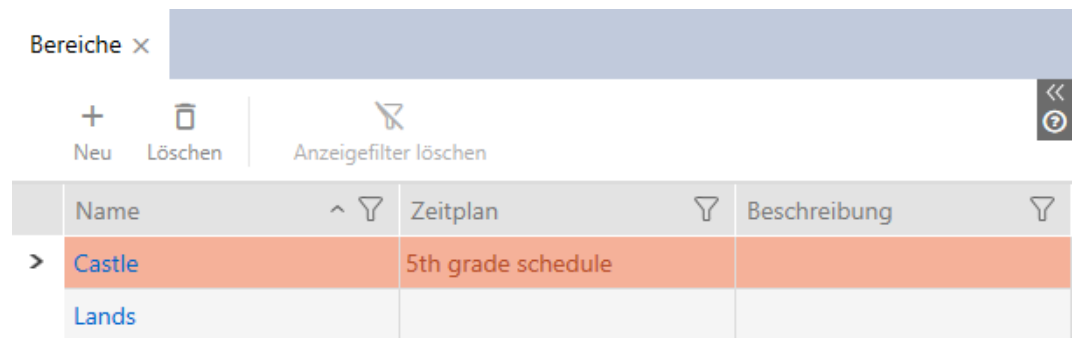 Bereiche
Neu Löschen Anzeigefilter löschen
Name Zeitplan Beschreibung
Castle 5th grade schedule
Lands